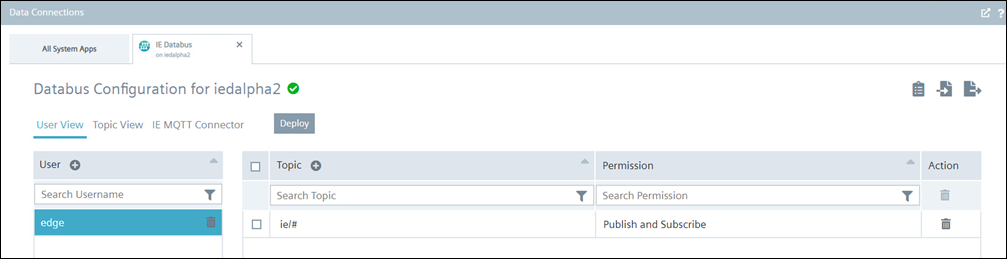 Data Connections
?
All System Apps
IE Databus
on iedalpha2
Databus Configuration for iedalpha2
User View Topic View IE MQTT Connector Deploy
User Topic Permission Action
Search Username Search Topic Search Permission
edge ie/# Publish and Subscribe